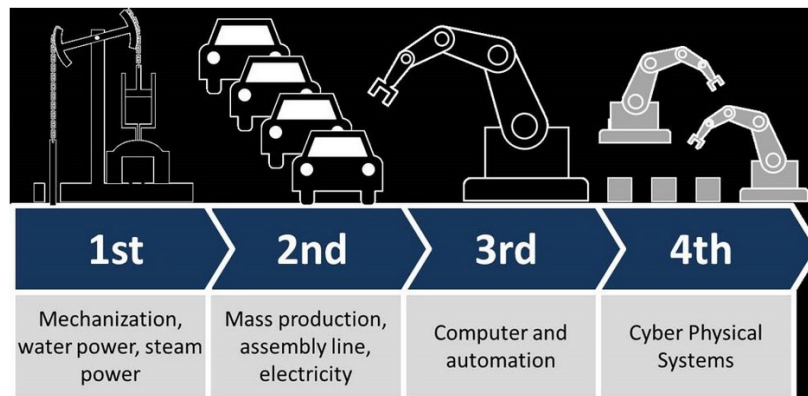 1st
2nd
3rd
4th
Mechanization,
water power, steam
power
Mass production,
assembly line,
electricity
Computer and
automation
Cyber Physical
Systems